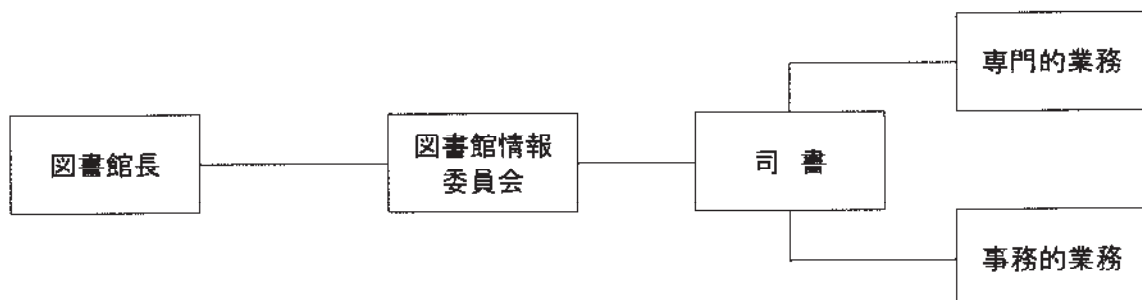 図書館長
図書館情報
委員会
司 書
専門的業務
事務的業務